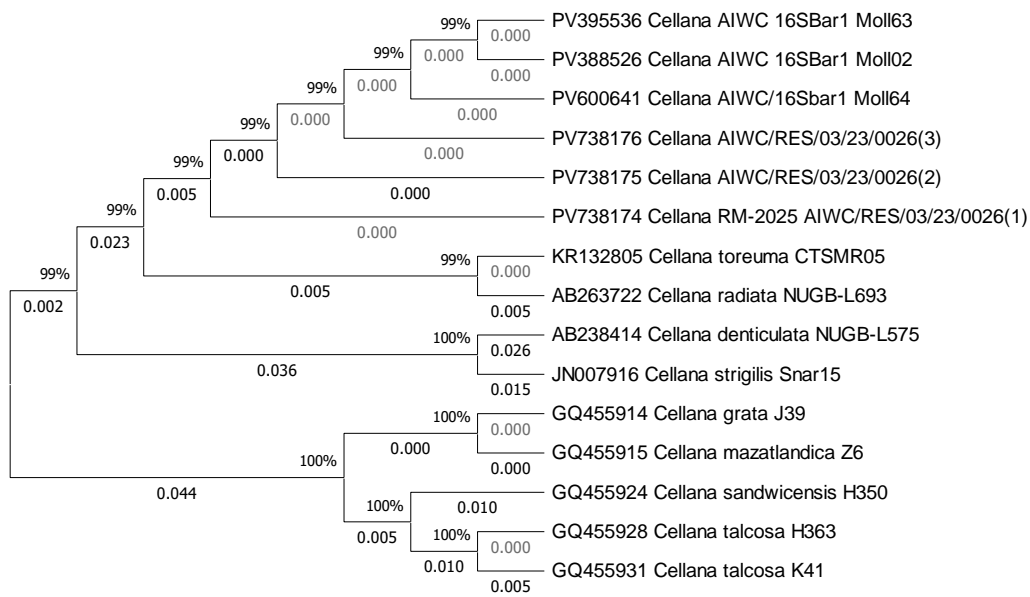 PV395536 Cellana AIWC 16SBar1 Moll63
99%
0.000
PV388526 Cellana AIWC 16SBar1 Moll02
99%
0.000
0.000
PV600641 Cellana AIWC/16Sbar1 Moll64
99%
0.000
0.000
PV738176 Cellana AIWC/RES/03/23/0026(3)
99%
0.000
0.000
PV738175 Cellana AIWC/RES/03/23/0026(2)
99%
0.000
0.000
PV738174 Cellana RM-2025 AIWC/RES/03/23/0026(1)
99%
0.005
0.000
KR132805 Cellana toreuma CTSMR05
99%
0.023
99%
0.000
AB263722 Cellana radiata NUGB-L693
0.005
0.005
99%
0.002
AB238414 Cellana denticulata NUGB-L575
100%
0.026
JN007916 Cellana strigilis Snar15
0.036
0.015
GQ455914 Cellana grata J39
100%
0.000
GQ455915 Cellana mazatlandica Z6
0.000
0.000
100%
0.044
GQ455924 Cellana sandwicensis H350
100%
0.010
0.005
GQ455928 Cellana talcosa H363
100%
0.000
GQ455931 Cellana talcosa K41
0.010
0.005